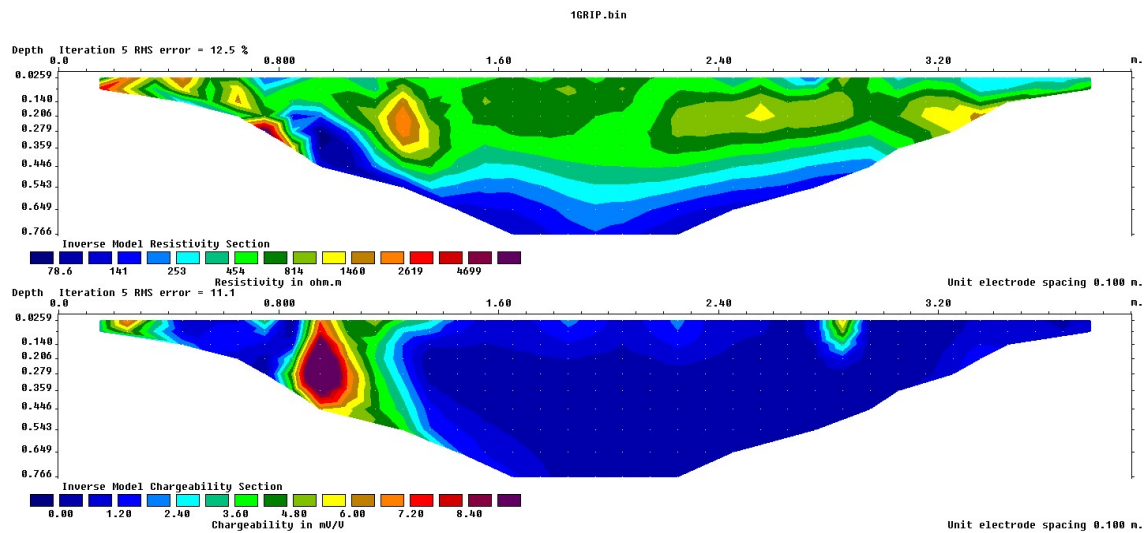 1GRIP.bin
Depth Iteration 5 RMS error = 12.5 %
0.0 0.800 1.60 2.40 3.20 m.
0.0259
0.140
0.206
0.279
0.359
0.446
0.543
0.649
0.766
Inverse Model Resistivity Section
78.6 141 253 454 814 1460 2619 4699
Resistivity in ohm.m
Unit electrode spacing 0.100 m.
Depth Iteration 5 RMS error = 11.1
0.0 0.800 1.60 2.40 3.20 m.
0.0259
0.140
0.206
0.279
0.359
0.446
0.543
0.649
0.766
Inverse Model Chargeability Section
0.00 1.20 2.40 3.60 4.80 6.00 7.20 8.40
Chargeability in mV/V
Unit electrode spacing 0.100 m.